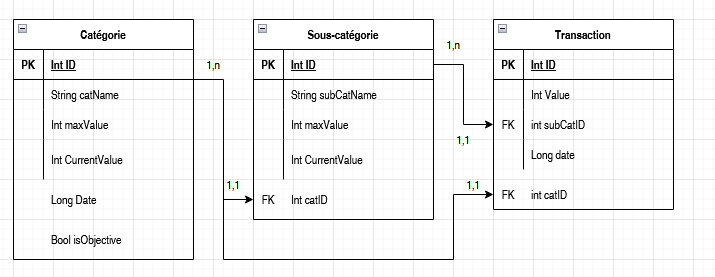 Catégorie
PK Int ID
String catName
Int maxValue
Int CurrentValue
Long Date
Bool isObjective
1,n
1,1
Sous-catégorie
PK Int ID
String subCatName
Int maxValue
Int CurrentValue
FK Int catID
1,n
1,1
1,1
Transaction
PK Int ID
Int Value
FK int subCatID
Long date
FK int catID